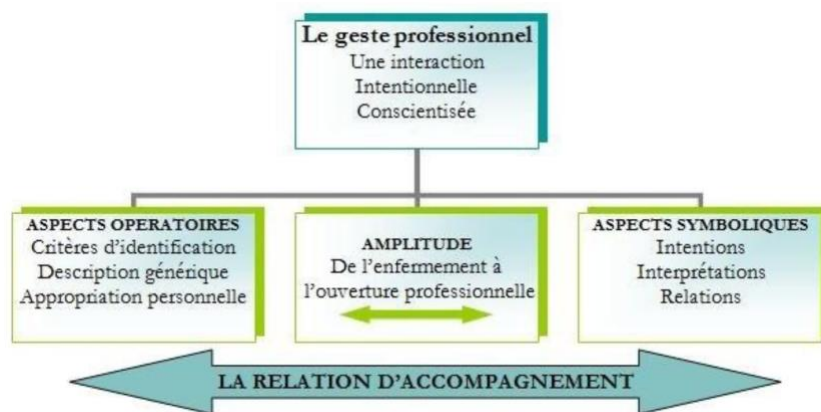 Le geste professionnel
Une interaction
Intentionnelle
Conscientisée
ASPECTS OPERATOIRES
Critères d'identification
Description générique
Appropriation personnelle
AMPLITUDE
De l'enfermement à
l'ouverture professionnelle
ASPECTS SYMBOLIQUES
Intentions
Interprétations
Relations
LA RELATION D'ACCOMPAGNEMENT